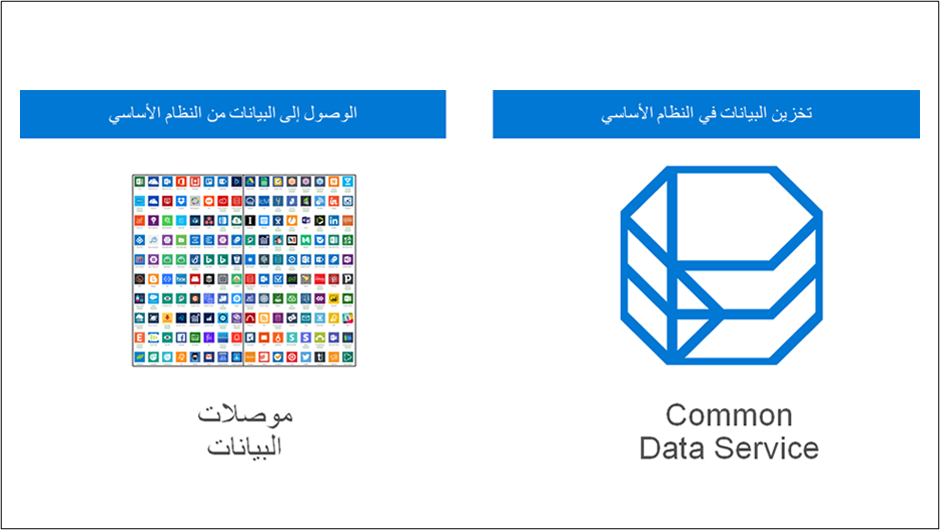 تخزين البيانات في النظام الأساسي
Common
Data Service
الوصول إلى البيانات من النظام الأساسي
موصلات
البيانات